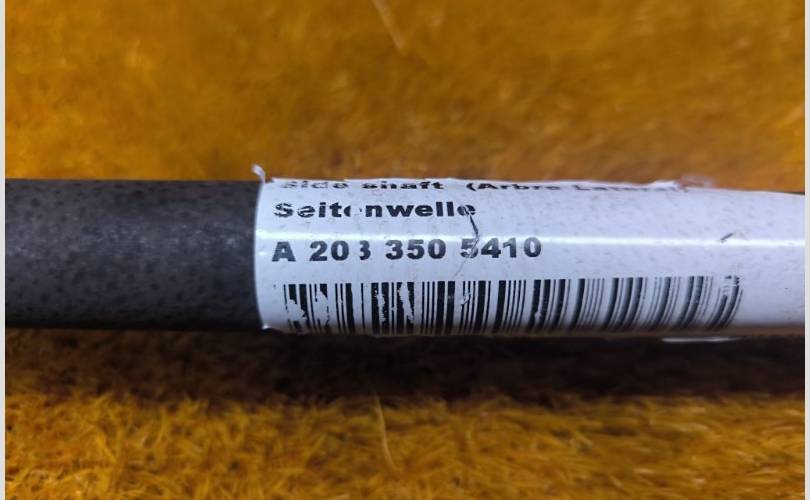 Side shaft (Arbre
Seitenwelle
A 203 350 5410